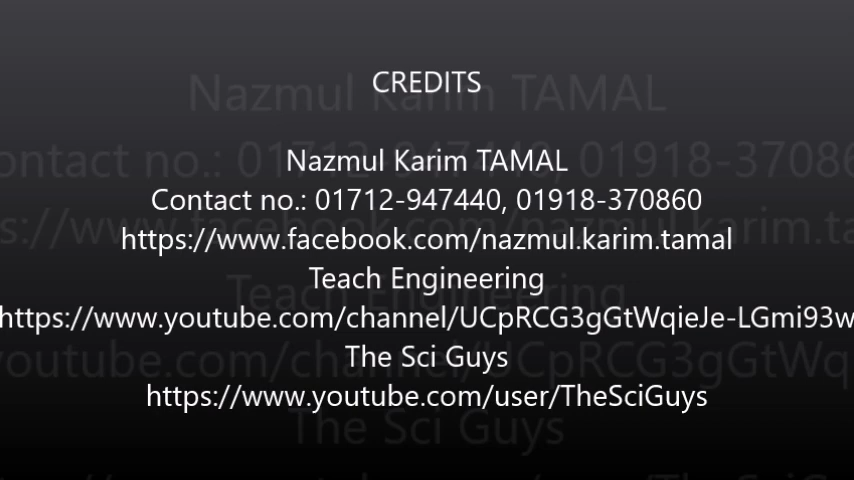 CREDITS
Nazmul Karim TAMAL
Contact no.: 01712-947440, 01918-370860
https://www.facebook.com/nazmul.karim.tamal
Teach Engineering
https://www.youtube.com/channel/UCpRCG3gGtWqieJe-LGmi93w
The Sci Guys
https://www.youtube.com/user/TheSciGuys